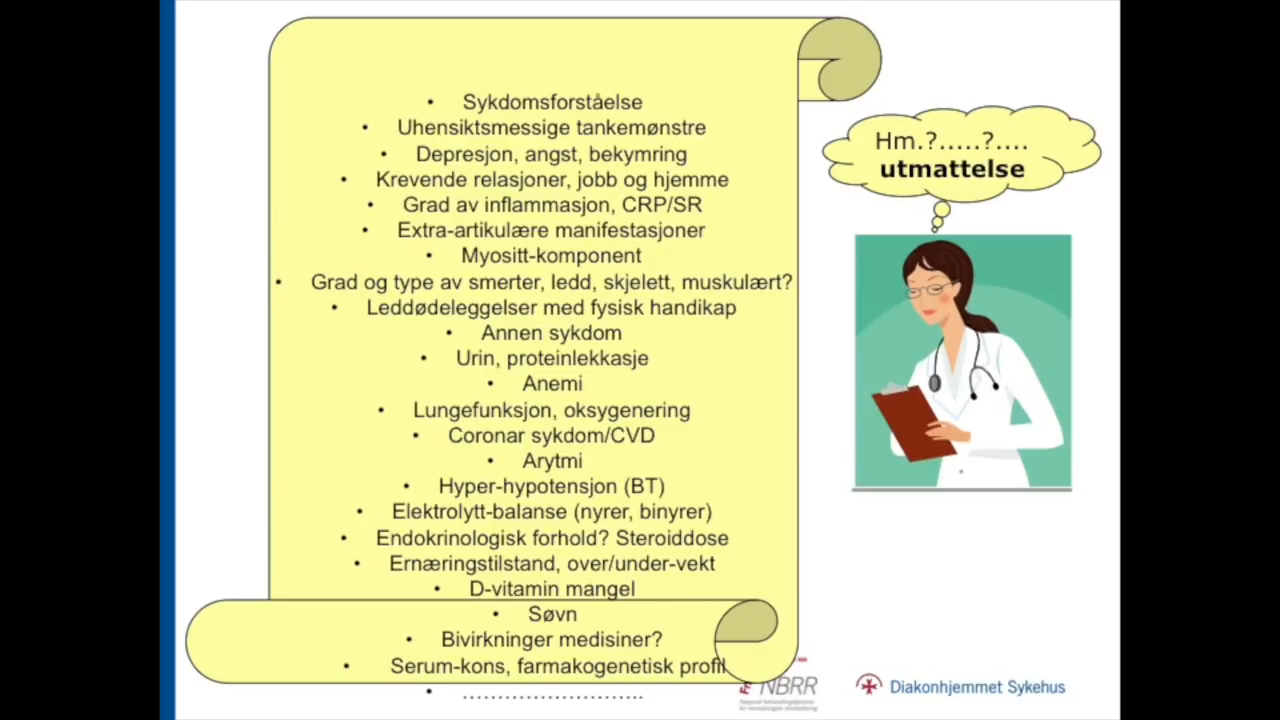 • Sykdomsforståelse
• Uhensiktsmessige tankemønstre
• Depresjon, angst, bekymring
• Krevende relasjoner, jobb og hjemme
• Grad av inflammasjon, CRP/SR
• Extra-artikulære manifestasjoner
• Myositt-komponent
• Grad og type av smerter, ledd, skjelett, muskulært?
• Leddødeleggelser med fysisk handikap
• Annen sykdom
• Urin, proteinlekkasje
• Anemi
• Lungefunksjon, oksygenering
• Coronar sykdom/CVD
• Arytmi
• Hyper-hypotensjon (BT)
• Elektrolytt-balanse (nyrer, binyrer)
• Endokrinologisk forhold? Steroiddose
• Ernæringstilstand, over/under-vekt
• D-vitamin mangel
• Søvn
• Bivirkninger medisiner?
• Serum-kons, farmakogenetisk profil
• ...........................
Hm.?.....?....
utmattelse
NBRR
Diakonhjemmet Sykehus